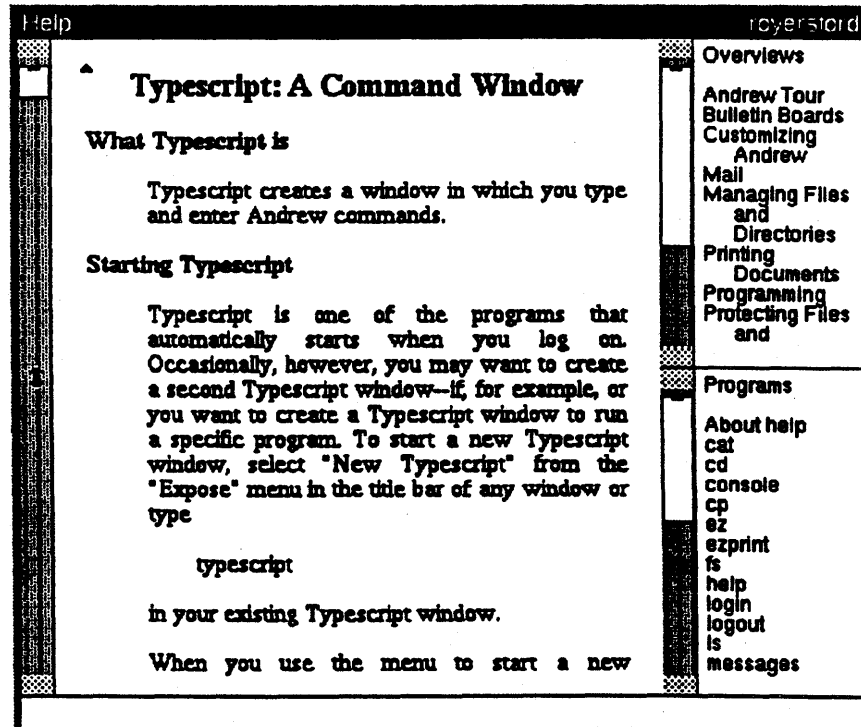 Help royerstord
Typescript: A Command Window
What Typescript is
Typescript creates a window in which you type
and enter Andrew commands.
Starting Typescript
Typescript is one of the programs that
automatically starts when you log on.
Occasionally, however, you may want to create
a second Typescript window--if, for example, or
you want to create a Typescript window to run
a specific program. To start a new Typescript
window, select "New Typescript" from the
"Expose" menu in the title bar of any window or
type
typescript
in your existing Typescript window.
When you use the menu to start a new
Overviews
Andrew Tour
Bulletin Boards
Customizing
Andrew
Mail
Managing Files
and
Directories
Printing
Documents
Programming
Protecting Files
and
Programs
About help
cat
cd
console
cp
ez
ezprint
fs
help
login
logout
ls
messages